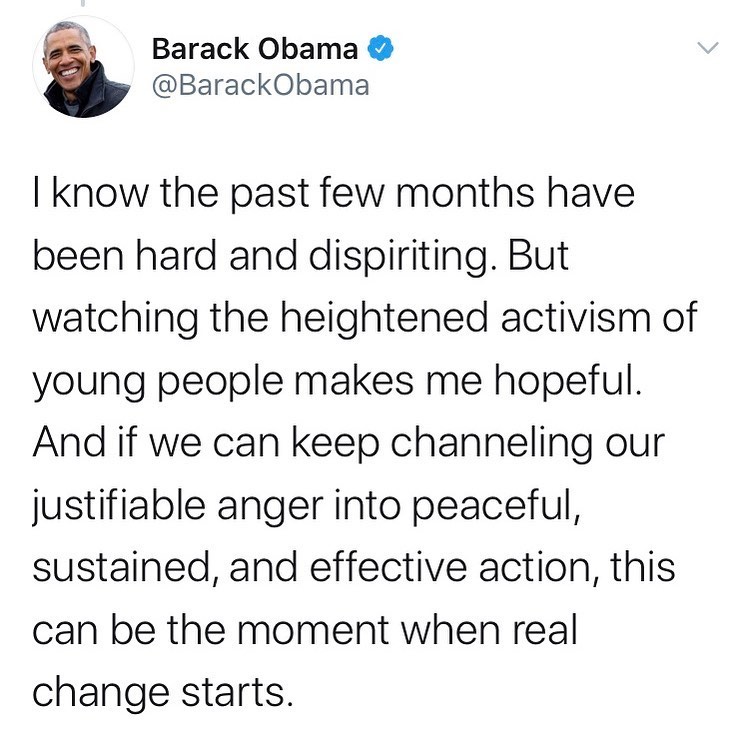 Barack Obama
@BarackObama
I know the past few months have
been hard and dispiriting. But
watching the heightened activism of
young people makes me hopeful.
And if we can keep channeling our
justifiable anger into peaceful,
sustained, and effective action, this
can be the moment when real
change starts.